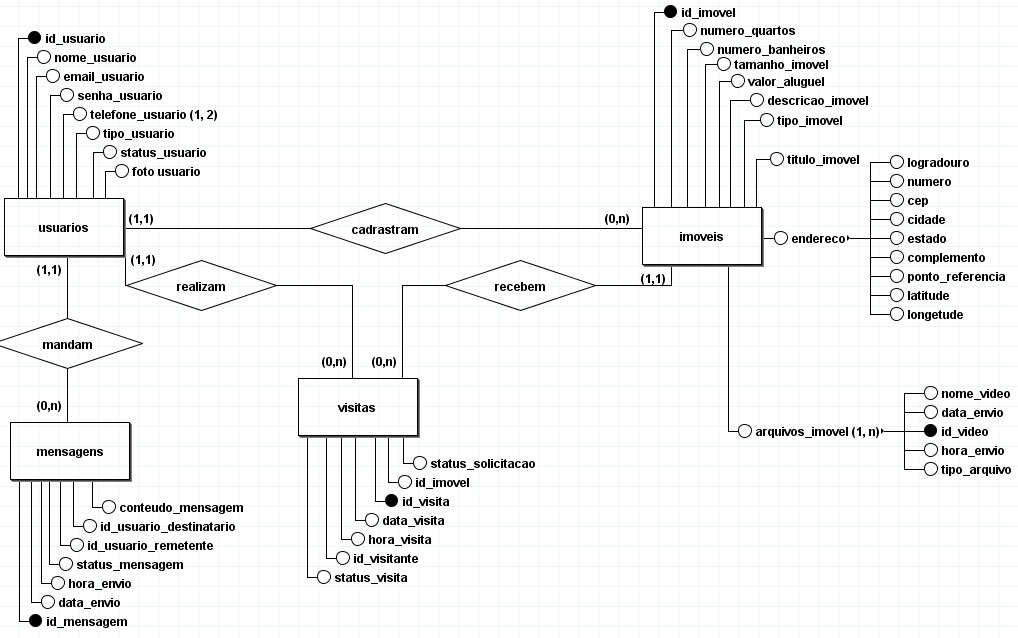 id_usuario
nome_usuario
email_usuario
senha_usuario
telefone_usuario (1, 2)
tipo_usuario
status_usuario
foto usuario
usuarios
(1,1)
cadrastram
(0,n)
id_imovel
numero_quartos
numero_banheiros
tamanho_imovel
valor_aluguel
descricao_imovel
tipo_imovel
titulo_imovel
imoveis
endereco
logradouro
numero
cep
cidade
estado
complemento
ponto_referencia
latitude
longetude
(1,1)
(1,1)
realizam
recebem
(1,1)
mandam
(0,n)
(0,n)
(0,n)
visitas
mensagens
arquivos_imovel (1, n)
nome_video
data_envio
id_video
hora_envio
tipo_arquivo
status_solicitacao
id_imovel
id_visita
data_visita
hora_visita
id_visitante
status_visita
conteudo_mensagem
id_usuario_destinatario
id_usuario_remetente
status_mensagem
hora_envio
data_envio
id_mensagem